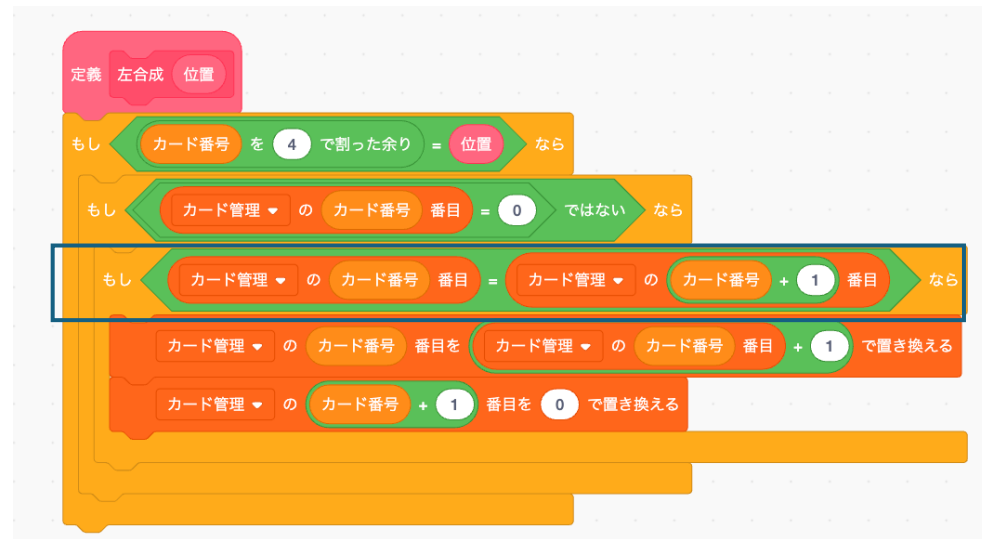 定義 左合成 位置
もし カード番号 を 4 で割った余り = 位置 なら
もし カード管理 の カード番号 番目 = 0 ではない なら
もし カード管理 の カード番号 番目 = カード管理 の カード番号 + 1 番目 なら
カード管理 の カード番号 番目を カード管理 の カード番号 番目 + 1 で置き換える
カード管理 の カード番号 + 1 番目を 0 で置き換える